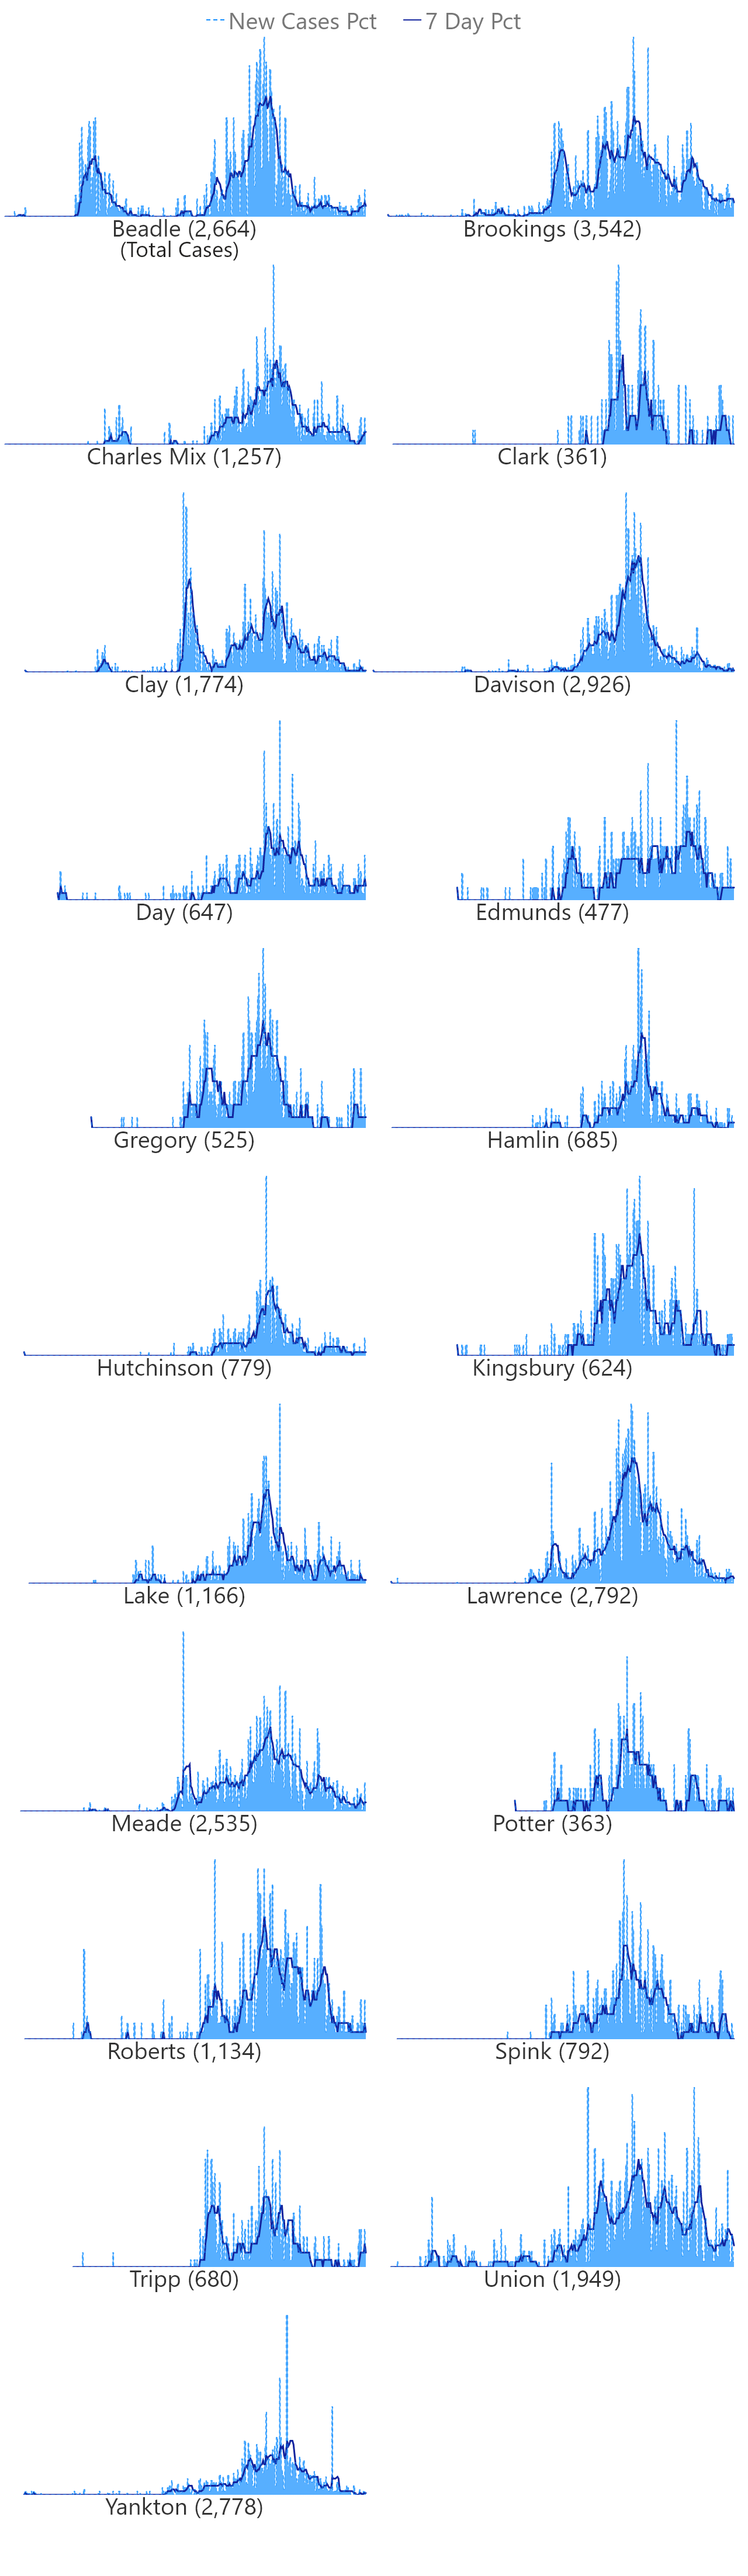 New Cases Pct 7 Day Pct
Beadle (2,664) Brookings (3,542)
(Total Cases)
Charles Mix (1,257) Clark (361)
Clay (1,774) Davison (2,926)
Day (647) Edmunds (477)
Gregory (525) Hamlin (685)
Hutchinson (779) Kingsbury (624)
Lake (1,166) Lawrence (2,792)
Meade (2,535) Potter (363)
Roberts (1,134) Spink (792)
Tripp (680) Union (1,949)
Yankton (2,778)